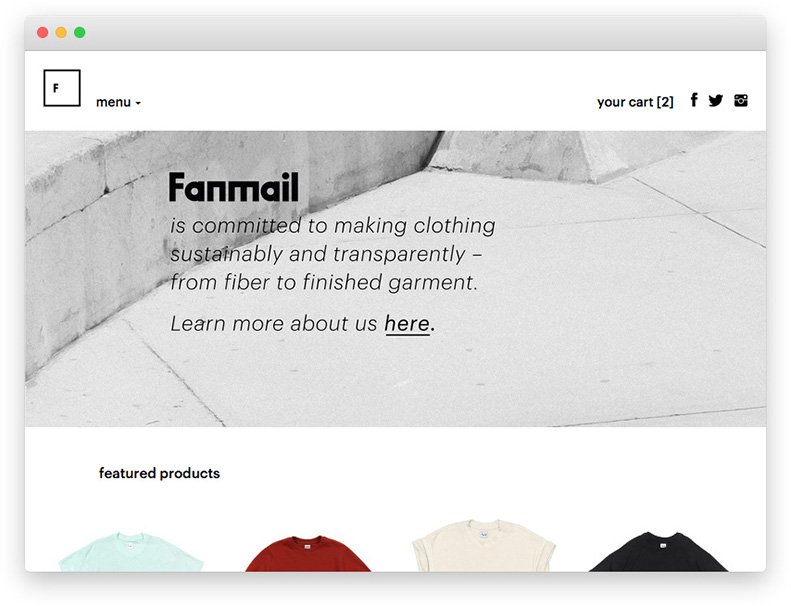 F
menu
your cart [2]
Fanmail
is committed to making clothing
sustainably and transparently –
from fiber to finished garment.
Learn more about us here.
featured products